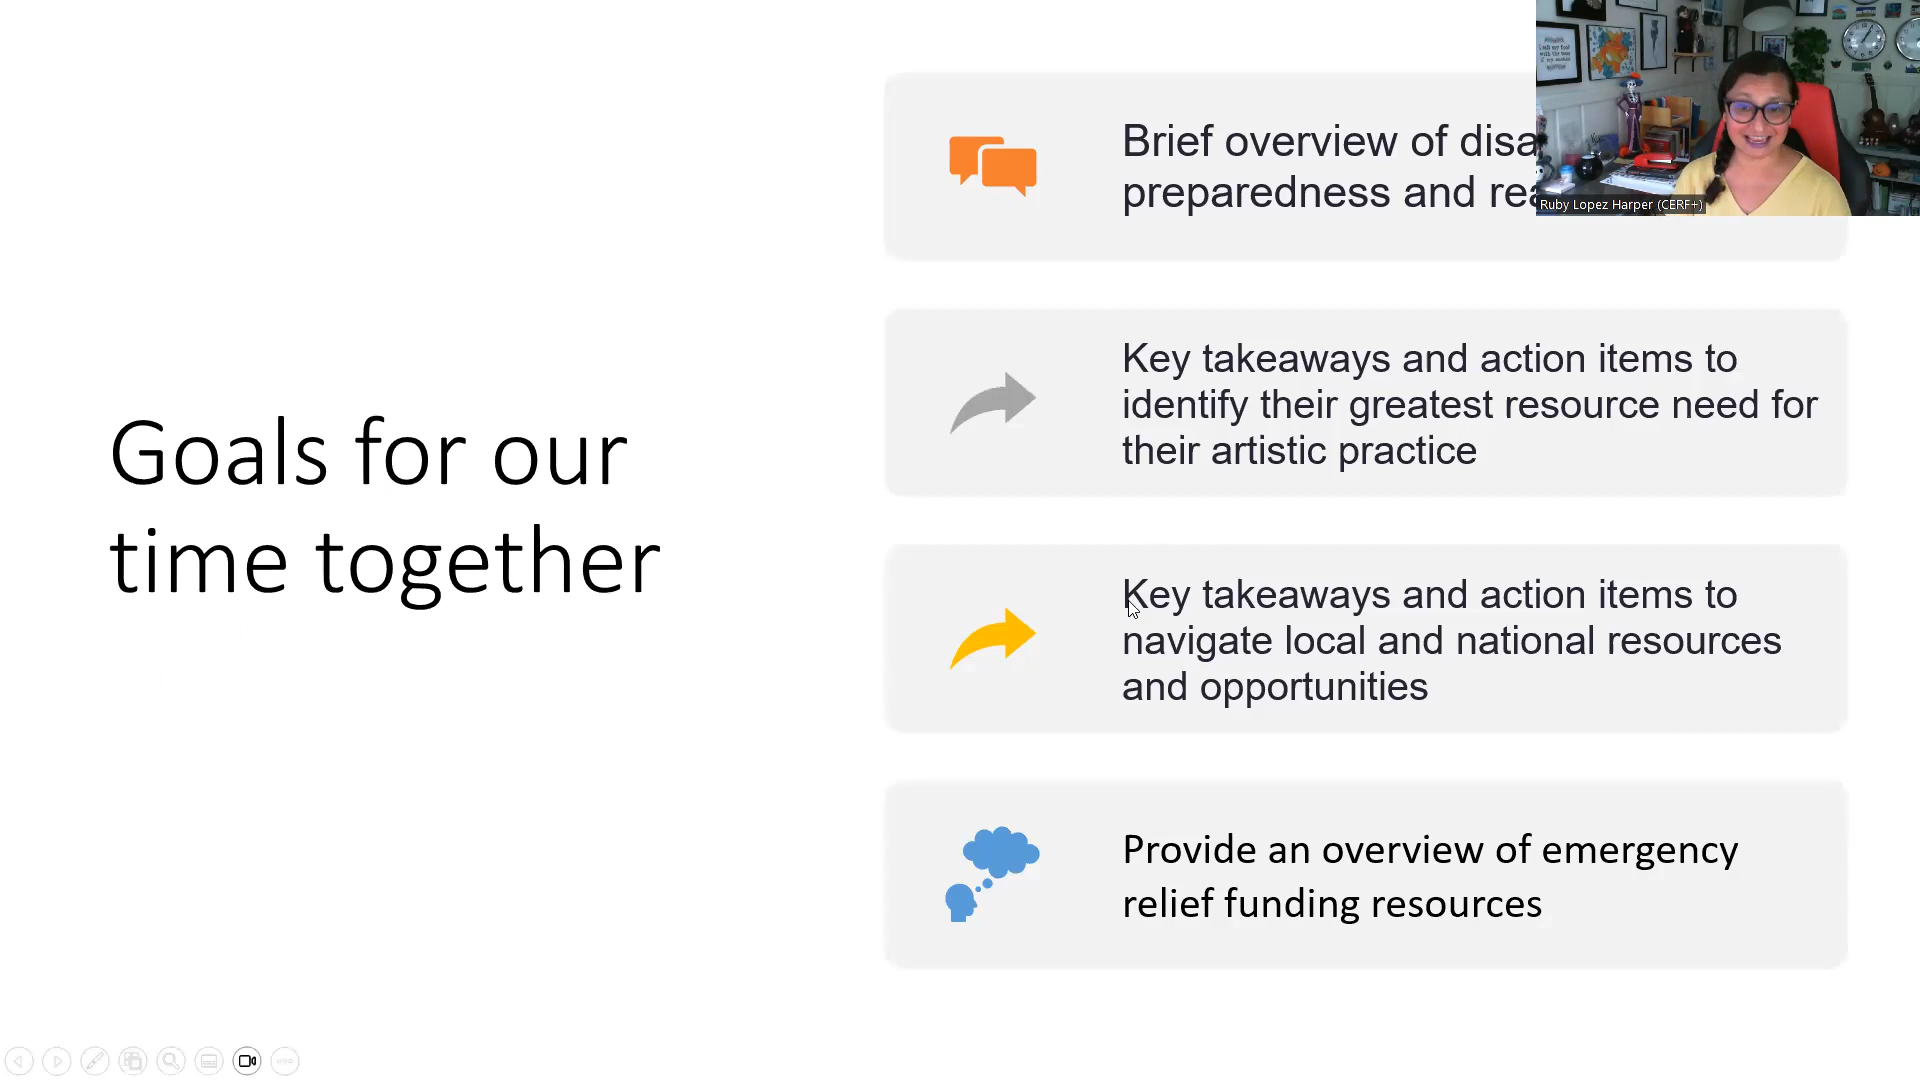 Goals for our
time together
Brief overview of
preparedness and
Key takeaways and action items to
identify their greatest resource need for
their artistic practice
Key takeaways and action items to
navigate local and national resources
and opportunities
Provide an overview of emergency
relief funding resources
Ruby Lopez Harper (CERF+)